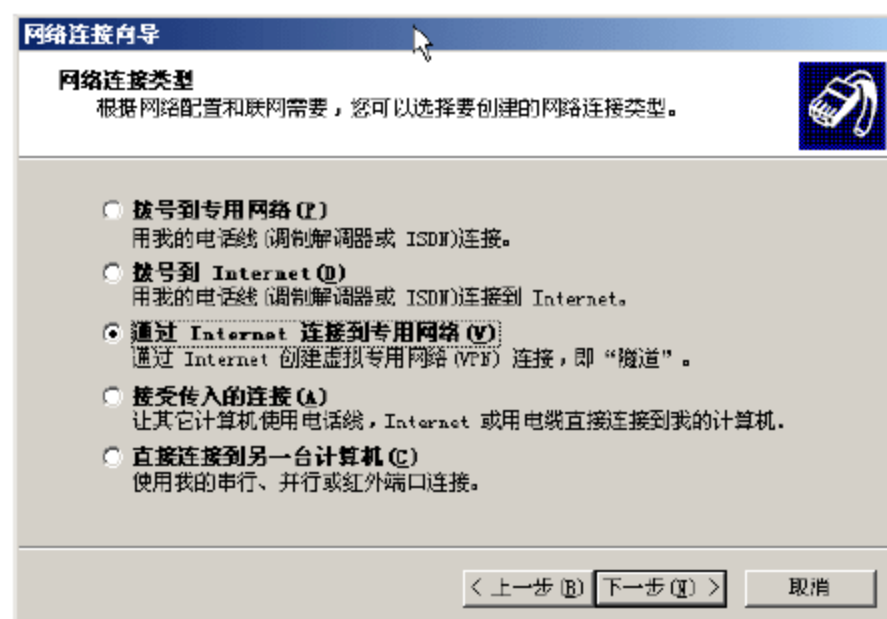 网络连接向导
网络连接类型
根据网络配置和联网需要，您可以选择要创建的网络连接类型。
拨号到专用网络(P)
用我的电话线(调制解调器或 ISDN)连接。
拨号到 Internet(D)
用我的电话线(调制解调器或 ISDN)连接到 Internet。
通过 Internet 连接到专用网络(V)
通过 Internet 创建虚拟专用网络(VPN) 连接，即“隧道”。
接受传入的连接(A)
让其它计算机使用电话线，Internet 或用电缆直接连接到我的计算机.
直接连接到另一台计算机(C)
使用我的串行、并行或红外端口连接。
< 上一步(B) 下一步(N) > 取消